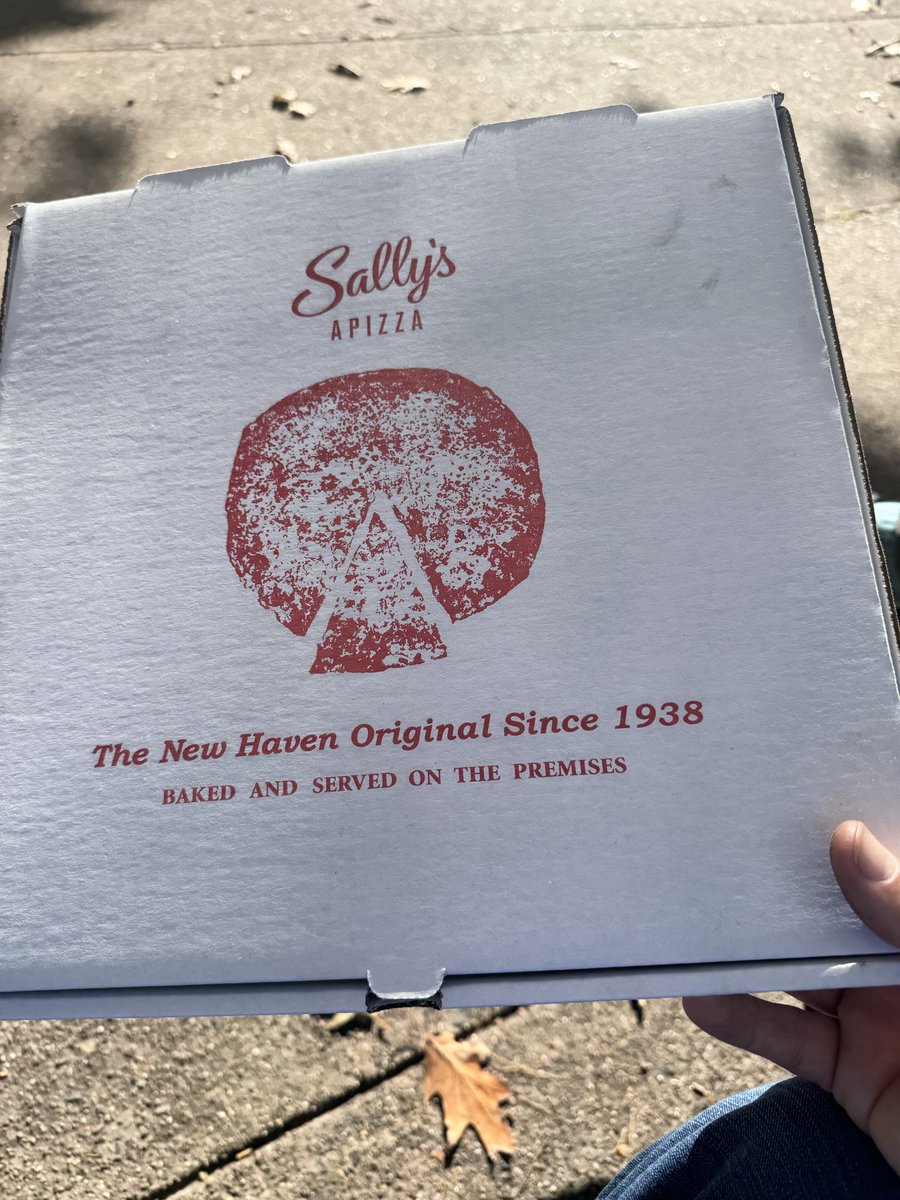 Sally's
APIZZA
The New Haven Original Since 1938
BAKED AND SERVED ON THE PREMISES